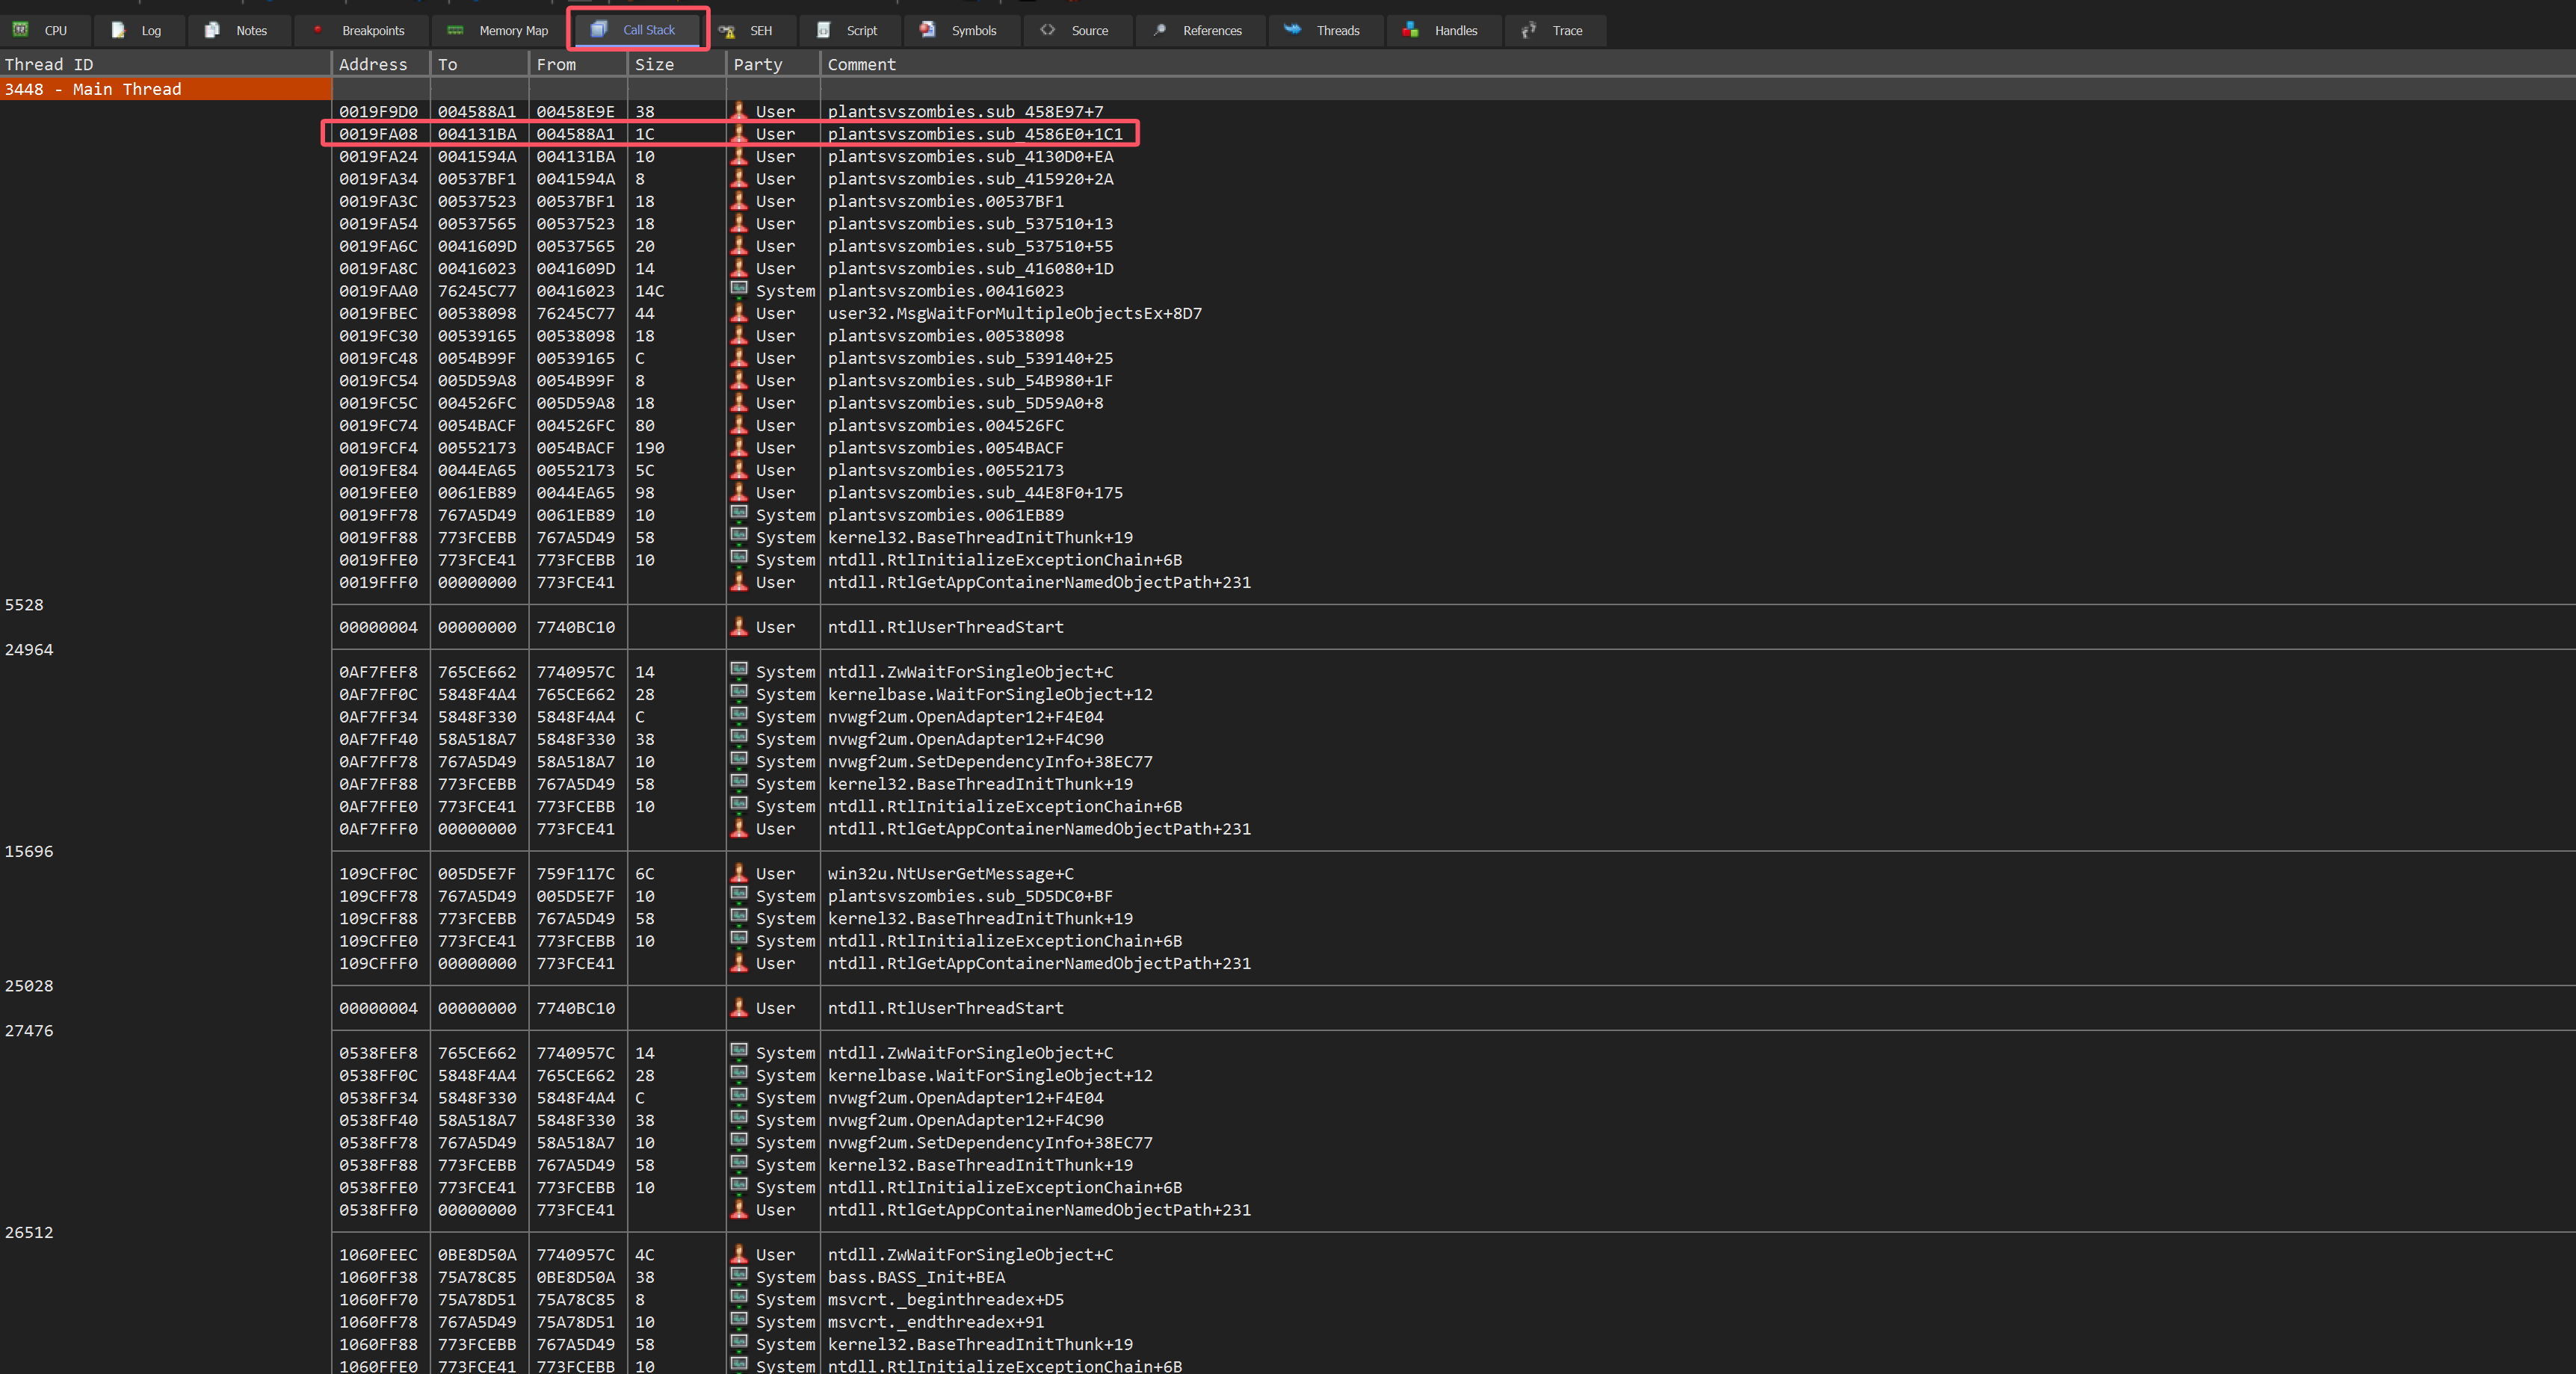 CPU Log Notes Breakpoints Memory Map Call Stack SEH Script Symbols Source References Threads Handles Trace
Thread ID Address To From Size Party Comment
3448 - Main Thread
0019F9D0 004588A1 00458E9E 38 User plantsvszombies.sub_458E97+7
0019FA08 004131BA 004588A1 1C User plantsvszombies.sub_4586E0+1C1
0019FA24 0041594A 004131BA 10 User plantsvszombies.sub_4130D0+EA
0019FA34 00537BF1 0041594A 8 User plantsvszombies.sub_415920+2A
0019FA3C 00537523 00537BF1 18 User plantsvszombies.00537BF1
0019FA54 00537565 00537523 18 User plantsvszombies.sub_537510+13
0019FA6C 0041609D 00537565 20 User plantsvszombies.sub_537510+55
0019FA8C 00416023 0041609D 14 User plantsvszombies.sub_416080+1D
0019FAA0 76245C77 00416023 14C System plantsvszombies.00416023
0019FBEC 00538098 76245C77 44 User user32.MsgWaitForMultipleObjectsEx+8D7
0019FC30 00539165 00538098 18 User plantsvszombies.00538098
0019FC48 0054B99F 00539165 C User plantsvszombies.sub_539140+25
0019FC54 005D59A8 0054B99F 8 User plantsvszombies.sub_54B980+1F
0019FC5C 004526FC 005D59A8 18 User plantsvszombies.sub_5D59A0+8
0019FC74 0054BACF 004526FC 80 User plantsvszombies.004526FC
0019FCF4 00552173 0054BACF 190 User plantsvszombies.0054BACF
0019FE84 0044EA65 00552173 5C User plantsvszombies.00552173
0019FEE0 0061EB89 0044EA65 98 User plantsvszombies.sub_44E8F0+175
0019FF78 767A5D49 0061EB89 10 System plantsvszombies.0061EB89
0019FF88 773FCEBB 767A5D49 58 System kernel32.BaseThreadInitThunk+19
0019FFE0 773FCE41 773FCEBB 10 System ntdll.RtlInitializeExceptionChain+6B
0019FFF0 00000000 773FCE41 User ntdll.RtlGetAppContainerNamedObjectPath+231
5528
00000004 00000000 7740BC10 User ntdll.RtlUserThreadStart
24964
0AF7FEF8 765CE662 7740957C 14 System ntdll.ZwWaitForSingleObject+C
0AF7FF0C 5848F4A4 765CE662 28 System kernelbase.WaitForSingleObject+12
0AF7FF34 5848F330 5848F4A4 C System nvwgf2um.OpenAdapter12+F4E04
0AF7FF40 58A518A7 5848F330 38 System nvwgf2um.OpenAdapter12+F4C90
0AF7FF78 767A5D49 58A518A7 10 System nvwgf2um.SetDependencyInfo+38EC77
0AF7FF88 773FCEBB 767A5D49 58 System kernel32.BaseThreadInitThunk+19
0AF7FFE0 773FCE41 773FCEBB 10 System ntdll.RtlInitializeExceptionChain+6B
0AF7FFF0 00000000 773FCE41 User ntdll.RtlGetAppContainerNamedObjectPath+231
15696
109CFF0C 005D5E7F 759F117C 6C User win32u.NtUserGetMessage+C
109CFF78 767A5D49 005D5E7F 10 System plantsvszombies.sub_5D5DC0+BF
109CFF88 773FCEBB 767A5D49 58 System kernel32.BaseThreadInitThunk+19
109CFFE0 773FCE41 773FCEBB 10 System ntdll.RtlInitializeExceptionChain+6B
109CFFF0 00000000 773FCE41 User ntdll.RtlGetAppContainerNamedObjectPath+231
25028
00000004 00000000 7740BC10 User ntdll.RtlUserThreadStart
27476
0538FEF8 765CE662 7740957C 14 System ntdll.ZwWaitForSingleObject+C
0538FF0C 5848F4A4 765CE662 28 System kernelbase.WaitForSingleObject+12
0538FF34 5848F330 5848F4A4 C System nvwgf2um.OpenAdapter12+F4E04
0538FF40 58A518A7 5848F330 38 System nvwgf2um.OpenAdapter12+F4C90
0538FF78 767A5D49 58A518A7 10 System nvwgf2um.SetDependencyInfo+38EC77
0538FF88 773FCEBB 767A5D49 58 System kernel32.BaseThreadInitThunk+19
0538FFE0 773FCE41 773FCEBB 10 System ntdll.RtlInitializeExceptionChain+6B
0538FFF0 00000000 773FCE41 User ntdll.RtlGetAppContainerNamedObjectPath+231
26512
1060FEEC 0BE8D50A 7740957C 4C User ntdll.ZwWaitForSingleObject+C
1060FF38 75A78C85 0BE8D50A 38 System bass.BASS_Init+BEA
1060FF70 75A78D51 75A78C85 8 System msvcrt._beginthreadex+D5
1060FF78 767A5D49 75A78D51 10 System msvcrt._endthreadex+91
1060FF88 773FCEBB 767A5D49 58 System kernel32.BaseThreadInitThunk+19
1060FFE0 773FCE41 773FCEBB 10 System ntdll.RtlInitializeExceptionChain+6B